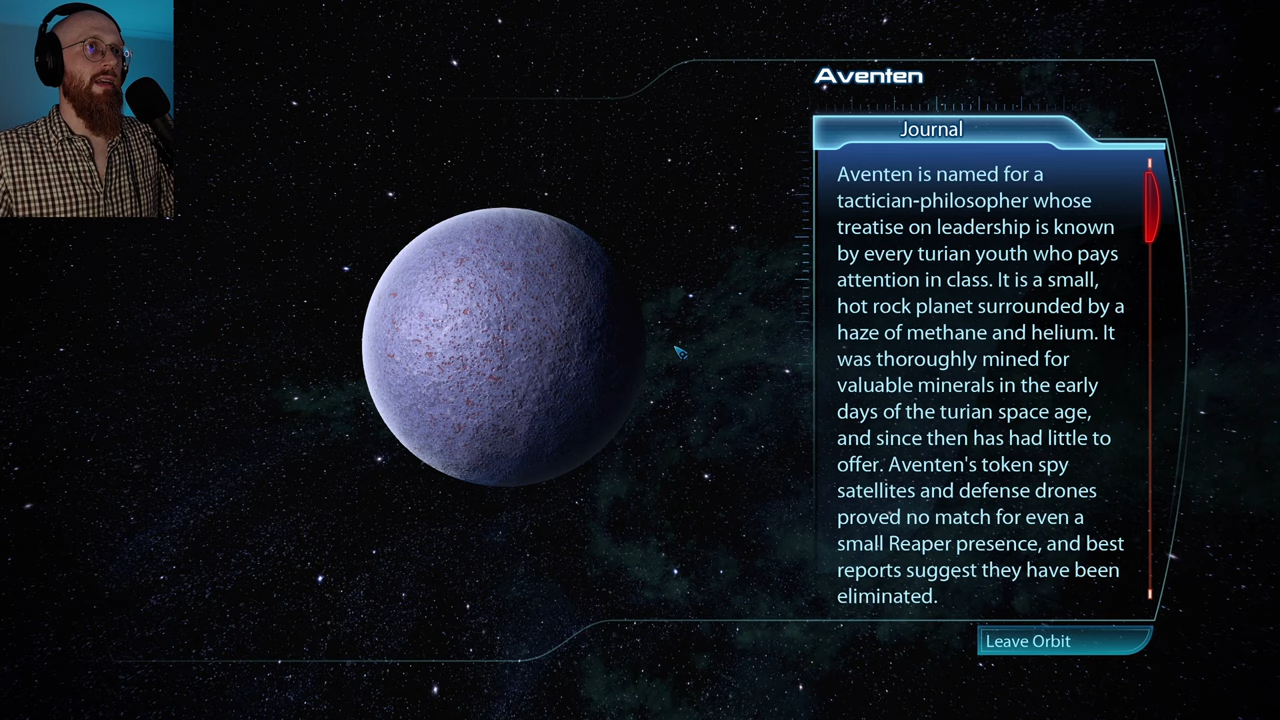 Aventen
Journal
Aventen is named for a
tactician-philosopher whose
treatise on leadership is known
by every turian youth who pays
attention in class. It is a small,
hot rock planet surrounded by a
haze of methane and helium. It
was thoroughly mined for
valuable minerals in the early
days of the turian space age,
and since then has had little to
offer. Aventen's token spy
satellites and defense drones
proved no match for even a
small Reaper presence, and best
reports suggest they have been
eliminated.
Leave Orbit